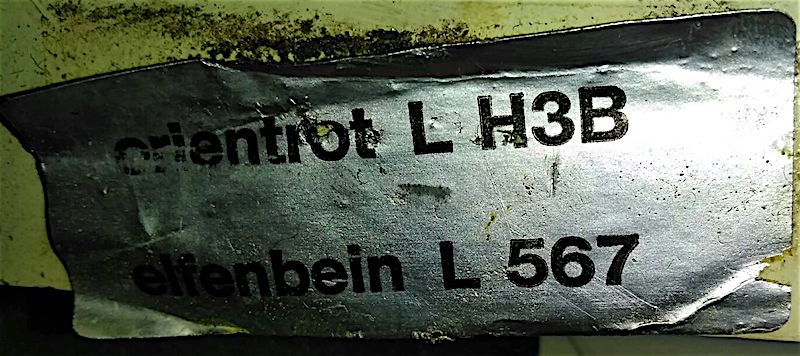 orientrot L H3B
elfenbein L 567